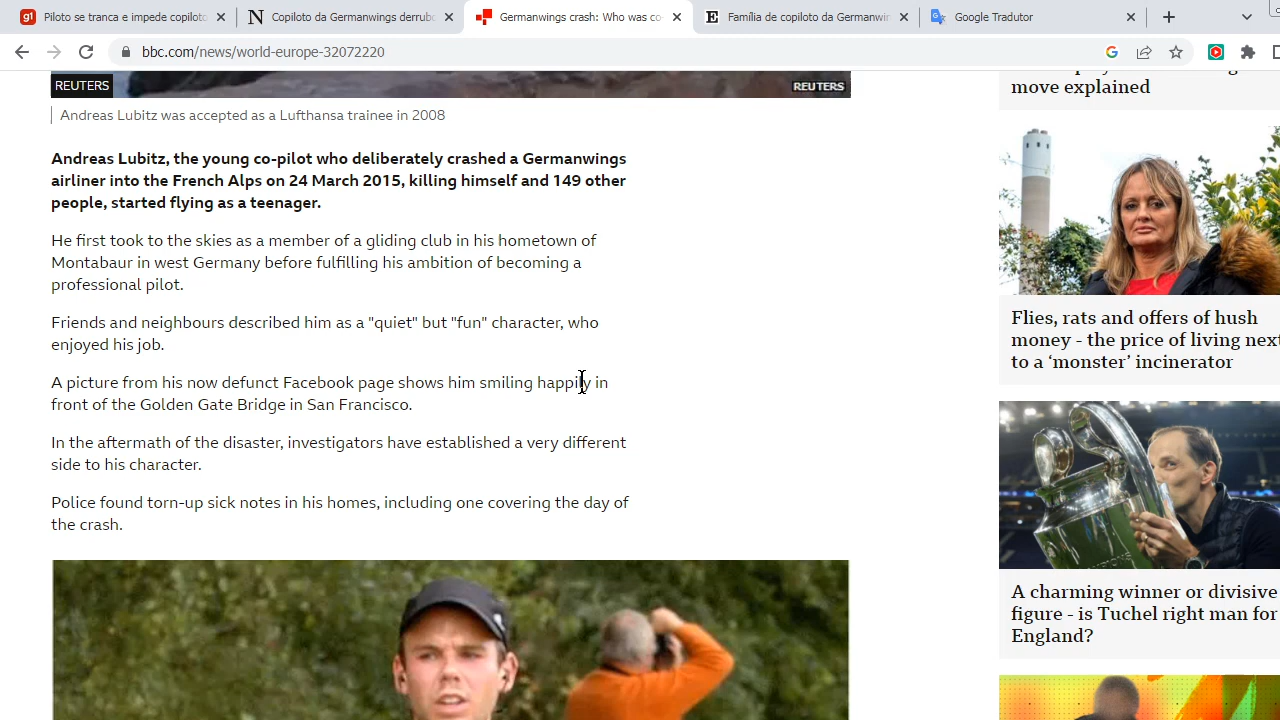 Piloto se tranca e impede copiloto
Copiloto da Germanwings derrub
Germanwings crash: Who was co
Família de copiloto da Germanwin
Google Tradutor
bbc.com/news/world-europe-32072220
REUTERS
REUTERS
Andreas Lubitz was accepted as a Lufthansa trainee in 2008
Andreas Lubitz, the young co-pilot who deliberately crashed a Germanwings
airliner into the French Alps on 24 March 2015, killing himself and 149 other
people, started flying as a teenager.
He first took to the skies as a member of a gliding club in his hometown of
Montabaur in west Germany before fulfilling his ambition of becoming a
professional pilot.
Friends and neighbours described him as a "quiet" but "fun" character, who
enjoyed his job.
A picture from his now defunct Facebook page shows him smiling happily in
front of the Golden Gate Bridge in San Francisco.
In the aftermath of the disaster, investigators have established a very different
side to his character.
Police found torn-up sick notes in his homes, including one covering the day of
the crash.
move explained
Flies, rats and offers of hush
money - the price of living next
to a ‘monster’ incinerator
A charming winner or divisive
figure - is Tuchel right man for
England?